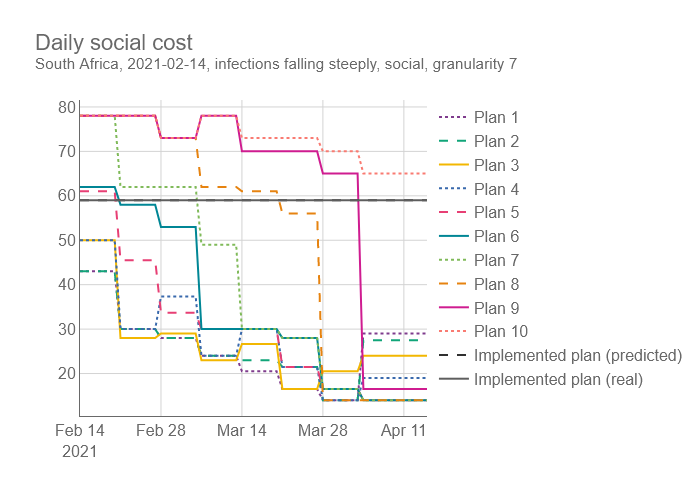 Daily social cost
South Africa, 2021-02-14, infections falling steeply, social, granularity 7
80
70
60
50
40
30
20
Feb 14
2021
Feb 28
Mar 14
Mar 28
Apr 11
Plan 1
Plan 2
Plan 3
Plan 4
Plan 5
Plan 6
Plan 7
Plan 8
Plan 9
Plan 10
Implemented plan (predicted)
Implemented plan (real)